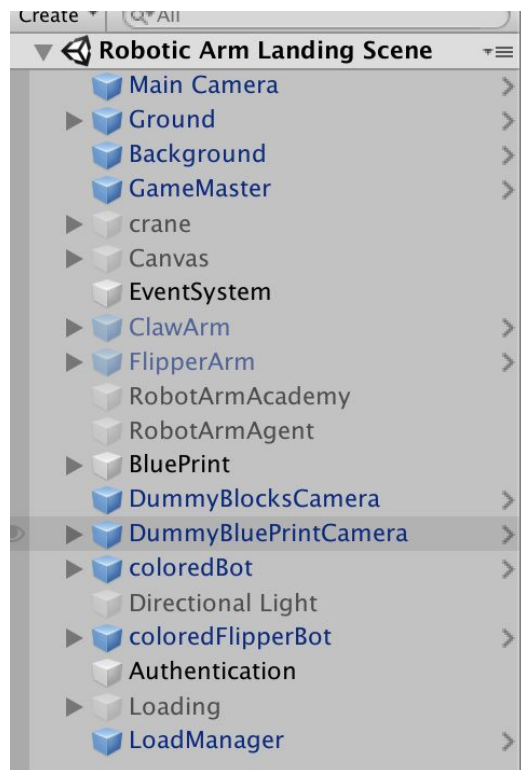 Create
All
Robotic Arm Landing Scene
Main Camera
Ground
Background
GameMaster
crane
Canvas
EventSystem
ClawArm
FlipperArm
RobotArmAcademy
RobotArmAgent
BluePrint
DummyBlocksCamera
DummyBluePrintCamera
coloredBot
Directional Light
coloredFlipperBot
Authentication
Loading
LoadManager